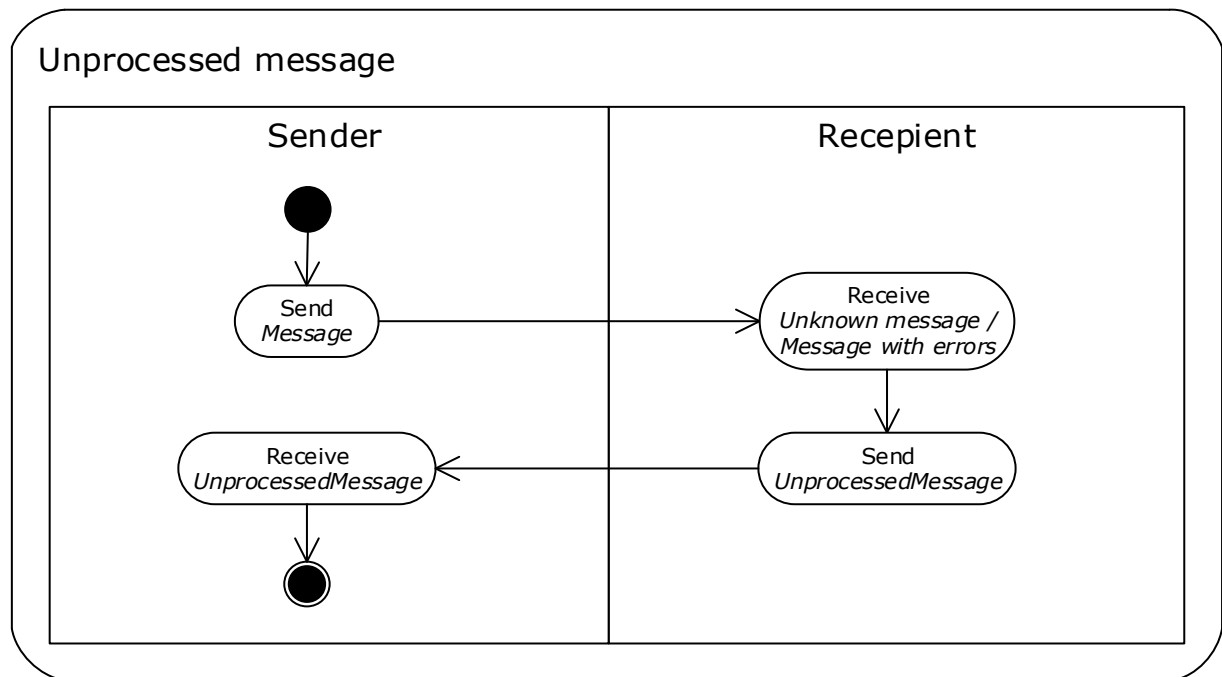 Unprocessed message
Sender
Recepient
Send
Message
Receive
Unknown message /
Message with errors
Receive
UnprocessedMessage
Send
UnprocessedMessage